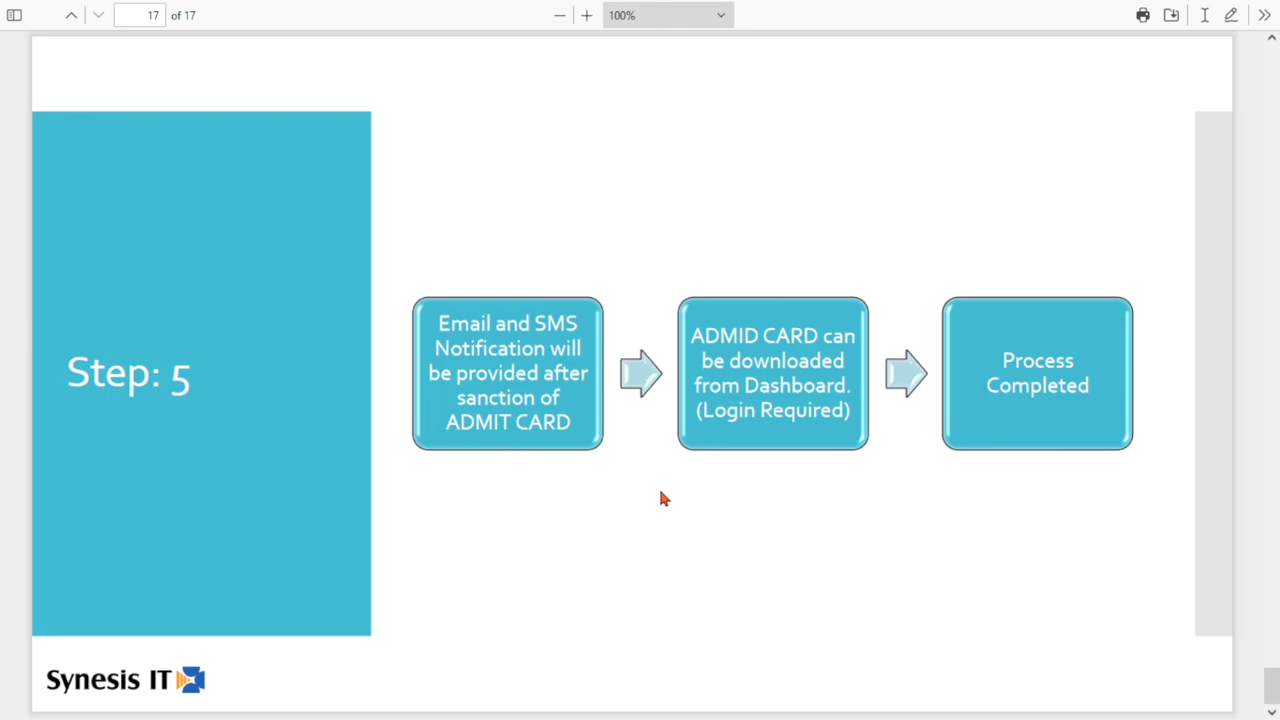 17 of 17
100%
Step: 5
Email and SMS
Notification will
be provided after
sanction of
ADMIT CARD
ADMID CARD can
be downloaded
from Dashboard.
(Login Required)
Process
Completed
Synesis IT